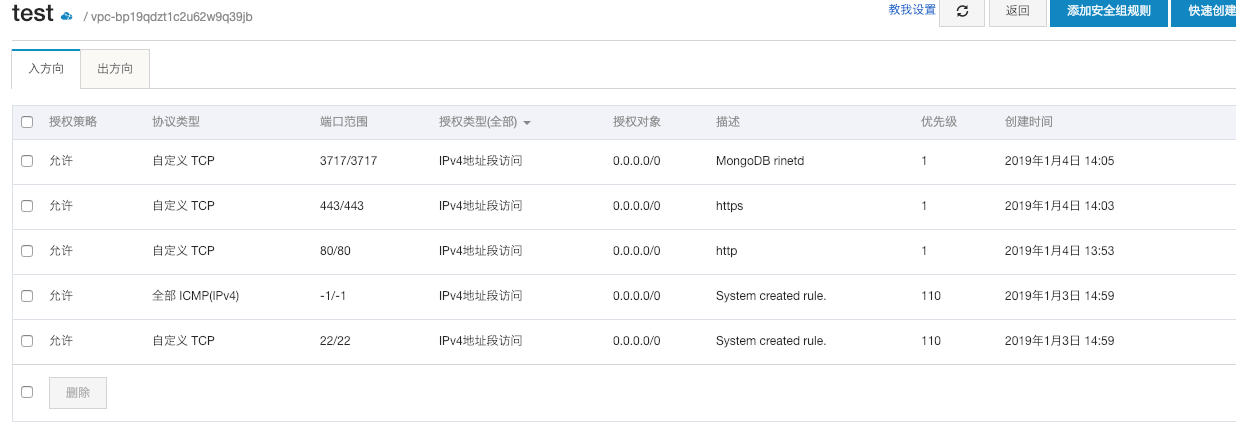 test / vpc-bp19qdzt1c2u62w9q39jb 教我设置 返回 添加安全组规则 快速创建
入方向 出方向
授权策略 协议类型 端口范围 授权类型(全部) 授权对象 描述 优先级 创建时间
允许 自定义 TCP 3717/3717 IPv4地址段访问 0.0.0.0/0 MongoDB rinetd 1 2019年1月4日 14:05
允许 自定义 TCP 443/443 IPv4地址段访问 0.0.0.0/0 https 1 2019年1月4日 14:03
允许 自定义 TCP 80/80 IPv4地址段访问 0.0.0.0/0 http 1 2019年1月4日 13:53
允许 全部 ICMP(IPv4) -1/-1 IPv4地址段访问 0.0.0.0/0 System created rule. 110 2019年1月3日 14:59
允许 自定义 TCP 22/22 IPv4地址段访问 0.0.0.0/0 System created rule. 110 2019年1月3日 14:59
删除